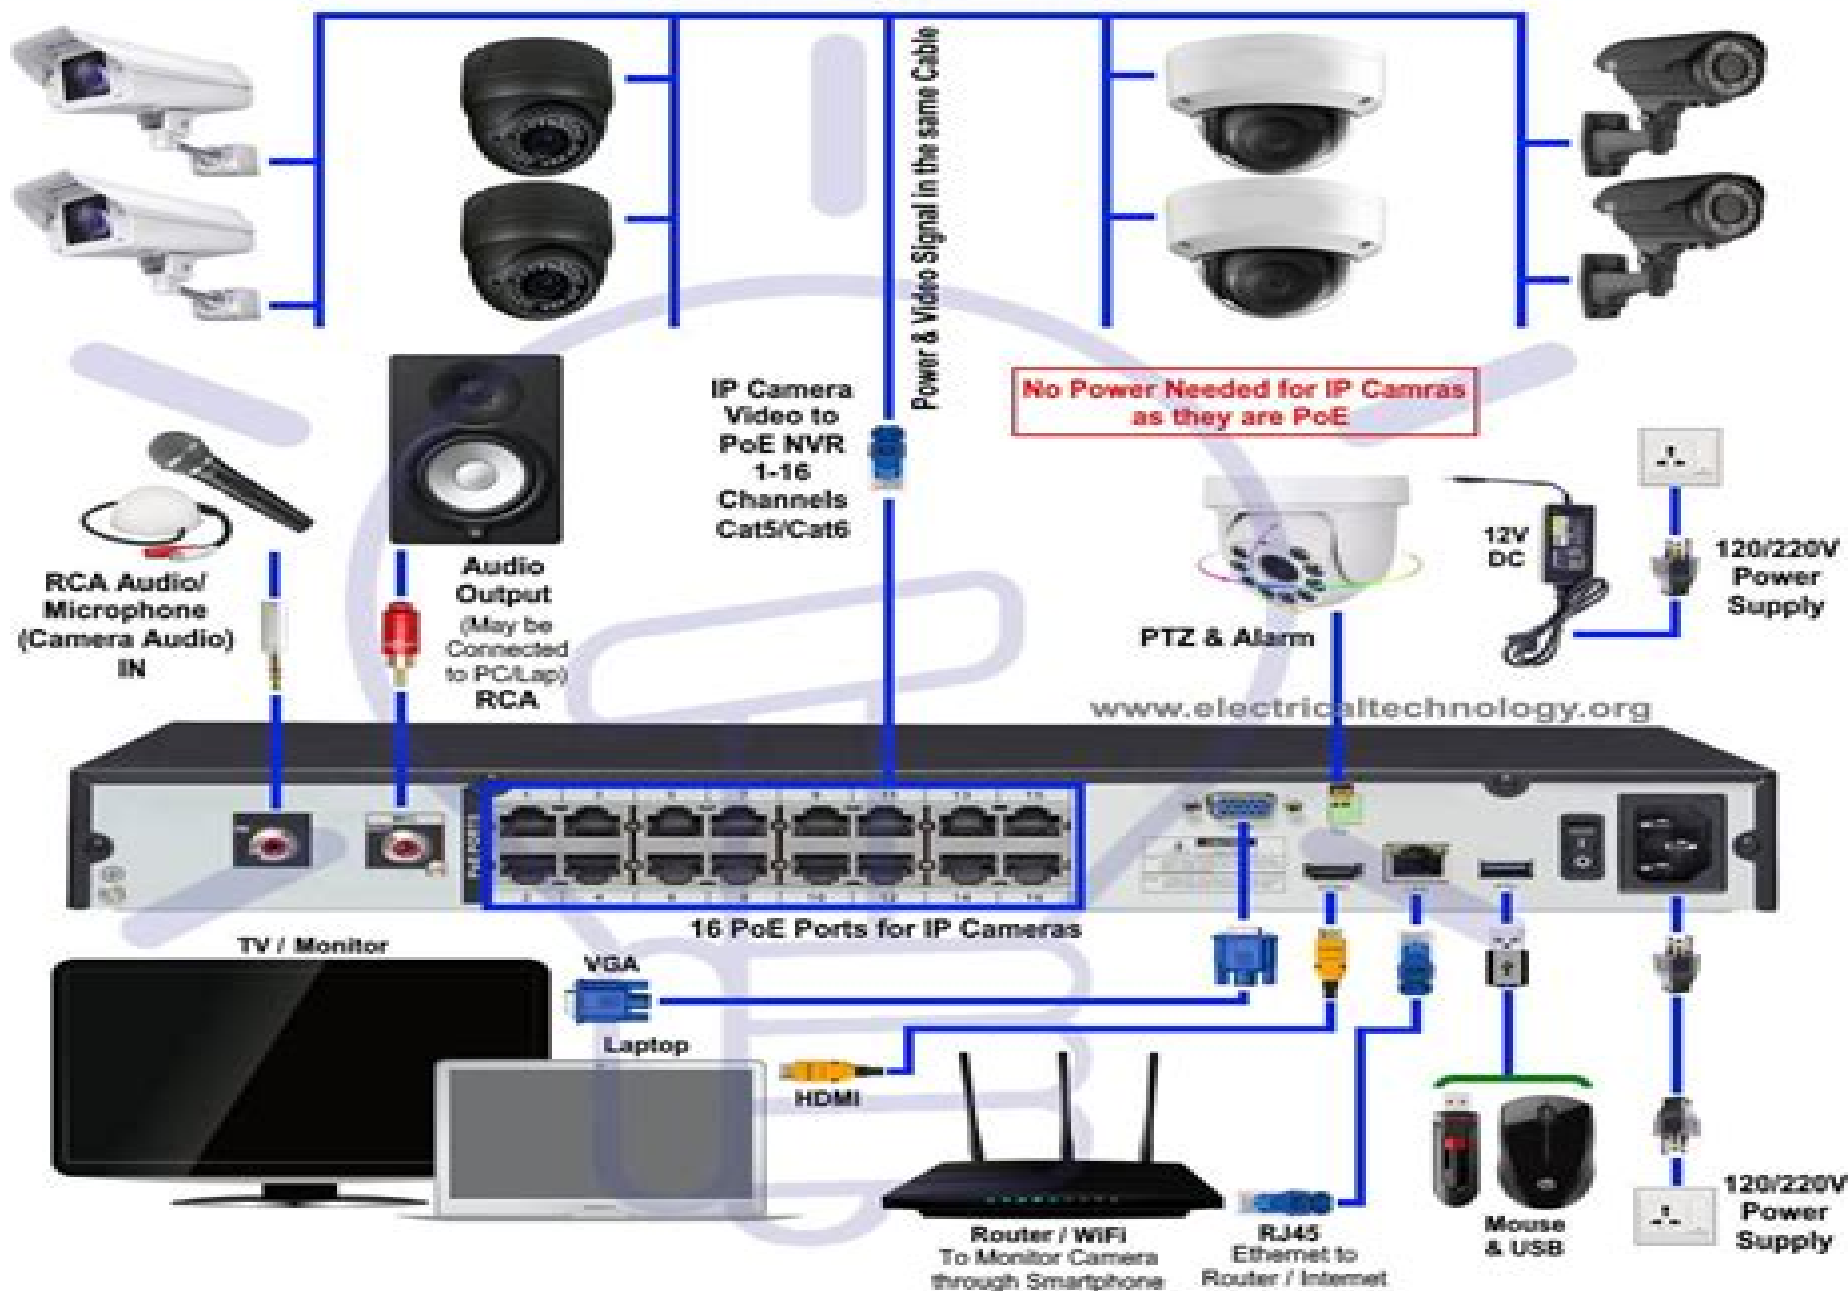 Power & Video Signal in the same Cable
IP Camera
Video to
PoE NVR
1-16
Channels
Cat5/Cat6
No Power Needed for IP Camras
as they are PoE
RCA Audio/
Microphone
(Camera Audio)
IN
Audio
Output
(May be
Connected
to PC/Lap)
RCA
PTZ & Alarm
12V
DC
120/220V
Power
Supply
www.electricaltechnology.org
16 PoE Ports for IP Cameras
TV / Monitor
VGA
Laptop
HDMI
Router / WiFi
To Monitor Camera
through Smartphone
RJ45
Ethernet to
Router / Internet
Mouse
& USB
120/220V
Power
Supply